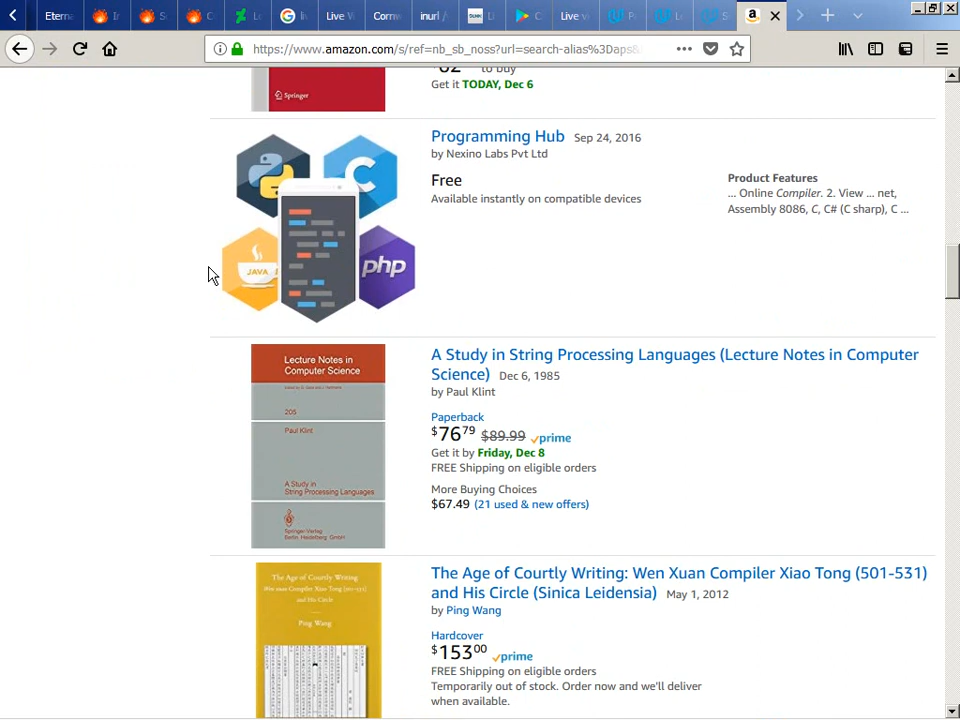 Eterna
Live W
Corne
inurl /
Live v
https://www.amazon.com/s/ref=nb_sb_noss?url=search-alias%3Daps&
to buy
Get it TODAY, Dec 6
Springer
Programming Hub Sep 24, 2016
by Nexino Labs Pvt Ltd
Free
Available instantly on compatible devices
Product Features
... Online Compiler. 2. View ... net,
Assembly 8086, C, C# (C sharp), C ...
C
JAVA
php
Lecture Notes in
Computer Science
205
Paul Klint
A Study in
String Processing Languages
Springer-Verlag
Berlin Heidelberg GmbH
A Study in String Processing Languages (Lecture Notes in Computer
Science) Dec 6, 1985
by Paul Klint
Paperback
$76.79 $89.99 prime
Get it by Friday, Dec 8
FREE Shipping on eligible orders
More Buying Choices
$67.49 (21 used & new offers)
The Age of Courtly Writing
Wen Xuan Compiler Xiao Tong (501-531)
and His Circle
Ping Wang
The Age of Courtly Writing: Wen Xuan Compiler Xiao Tong (501-531)
and His Circle (Sinica Leidensia) May 1, 2012
by Ping Wang
Hardcover
$153.00 prime
FREE Shipping on eligible orders
Temporarily out of stock. Order now and we'll deliver
when available.